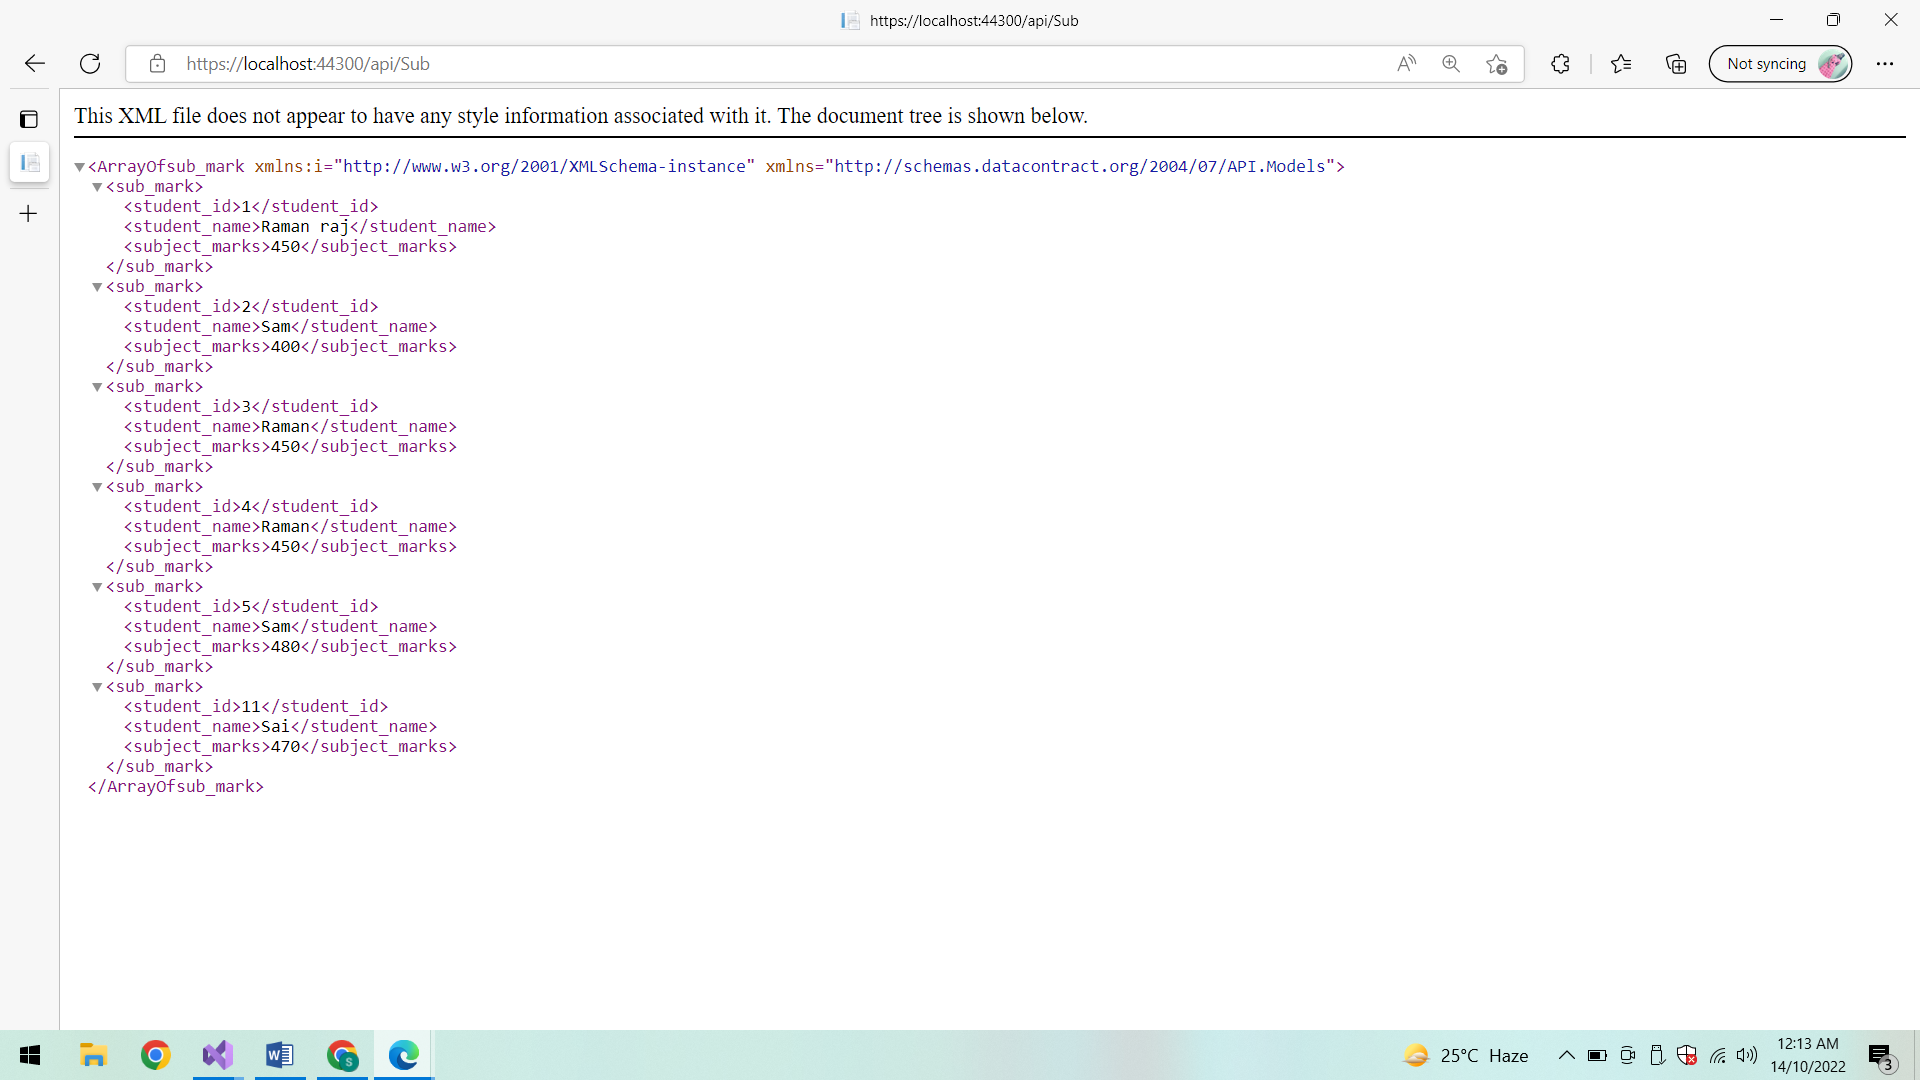 https://localhost:44300/api/Sub
https://localhost:44300/api/Sub
Not syncing
This XML file does not appear to have any style information associated with it. The document tree is shown below.
▼<ArrayOfsub_mark xmlns:i="http://www.w3.org/2001/XMLSchema-instance" xmlns="http://schemas.datacontract.org/2004/07/API.Models">
▼<sub_mark>
<student_id>1</student_id>
<student_name>Raman raj</student_name>
<subject_marks>450</subject_marks>
</sub_mark>
▼<sub_mark>
<student_id>2</student_id>
<student_name>Sam</student_name>
<subject_marks>400</subject_marks>
</sub_mark>
▼<sub_mark>
<student_id>3</student_id>
<student_name>Raman</student_name>
<subject_marks>450</subject_marks>
</sub_mark>
▼<sub_mark>
<student_id>4</student_id>
<student_name>Raman</student_name>
<subject_marks>450</subject_marks>
</sub_mark>
▼<sub_mark>
<student_id>5</student_id>
<student_name>Sam</student_name>
<subject_marks>480</subject_marks>
</sub_mark>
▼<sub_mark>
<student_id>11</student_id>
<student_name>Sai</student_name>
<subject_marks>470</subject_marks>
</sub_mark>
</ArrayOfsub_mark>
25°C Haze
12:13 AM
14/10/2022
3